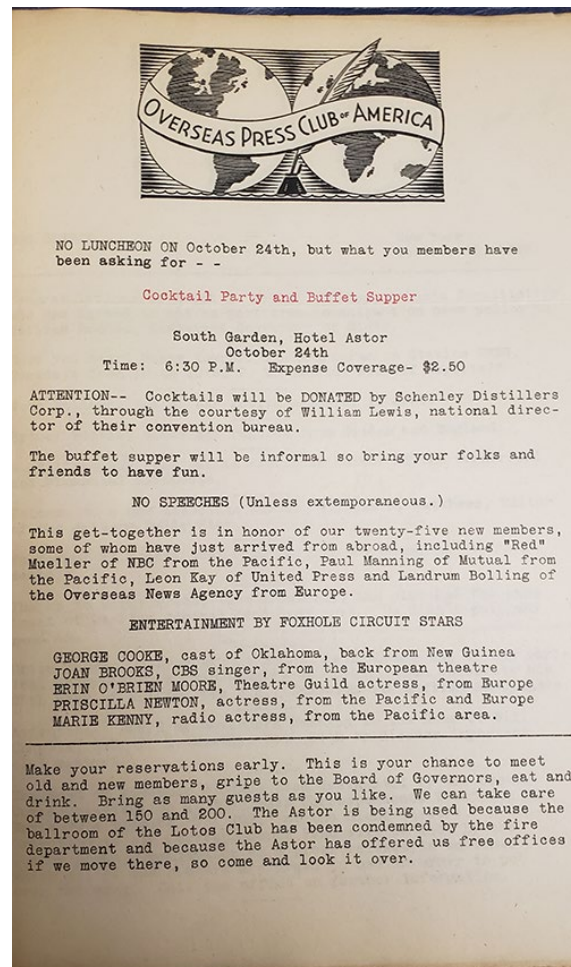 OVERSEAS PRESS CLUB OF AMERICA
NO LUNCHEON ON October 24th, but what you members have
been asking for - -
Cocktail Party and Buffet Supper
South Garden, Hotel Astor
October 24th
Time: 6:30 P.M. Expense Coverage- $2.50
ATTENTION-- Cocktails will be DONATED by Schenley Distillers
Corp., through the courtesy of William Lewis, national direc-
tor of their convention bureau.
The buffet supper will be informal so bring your folks and
friends to have fun.
NO SPEECHES (Unless extemporaneous.)
This get-together is in honor of our twenty-five new members,
some of whom have just arrived from abroad, including "Red"
Mueller of NBC from the Pacific, Paul Manning of Mutual from
the Pacific, Leon Kay of United Press and Landrum Bolling of
the Overseas News Agency from Europe.
ENTERTAINMENT BY FOXHOLE CIRCUIT STARS
GEORGE COOKE, cast of Oklahoma, back from New Guinea
JOAN BROOKS, CBS singer, from the European theatre
ERIN O'BRIEN MOORE, Theatre Guild actress, from Europe
PRISCILLA NEWTON, actress, from the Pacific and Europe
MARIE KENNY, radio actress, from the Pacific area.
Make your reservations early. This is your chance to meet
old and new members, gripe to the Board of Governors, eat and
drink. Bring as many guests as you like. We can take care
of between 150 and 200. The Astor is being used because the
ballroom of the Lotos Club has been condemned by the fire
department and because the Astor has offered us free offices
if we move there, so come and look it over.